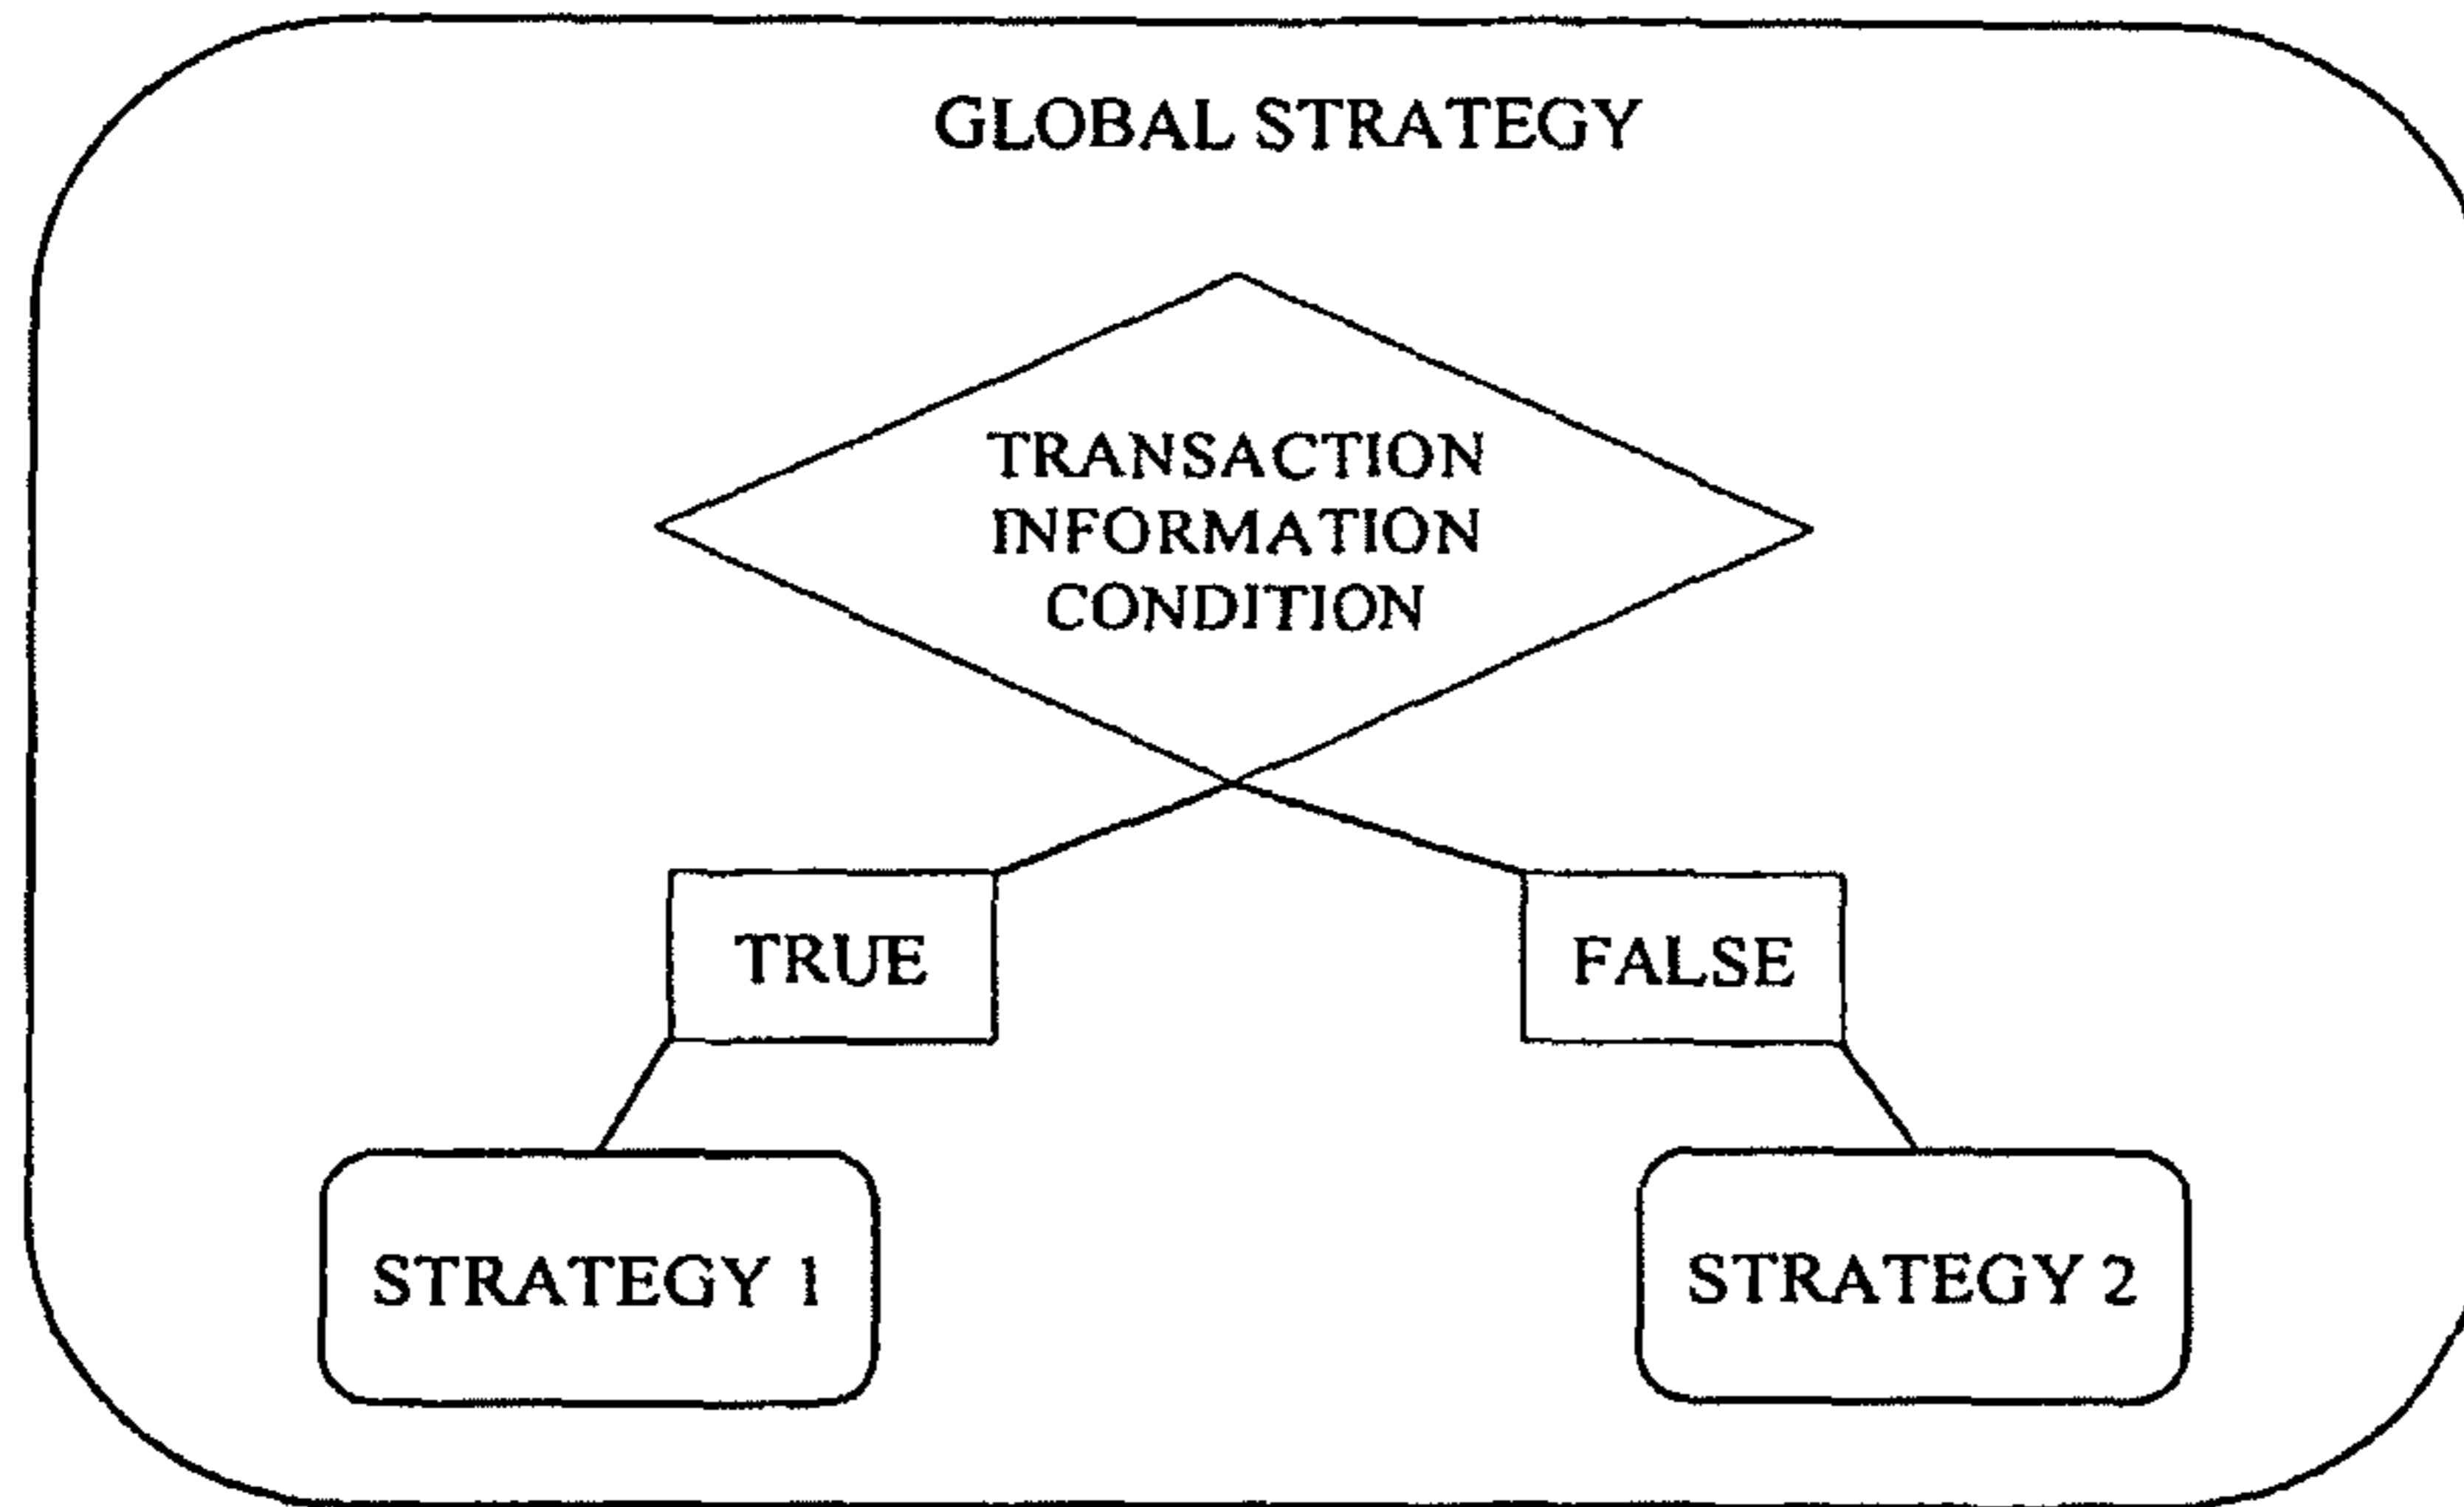 GLOBAL STRATEGY
TRANSACTION
INFORMATION
CONDITION
TRUE
FALSE
STRATEGY 1
STRATEGY 2